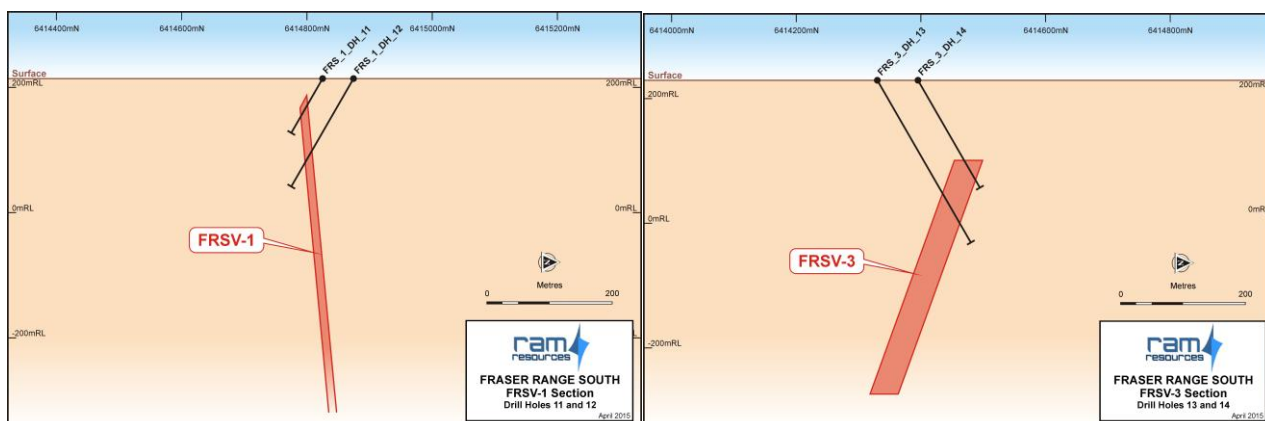 6414400mN 6414600mN 6414800mN 6415000mN 6415200mN
FRS_1_DH_11
FRS_1_DH_12
Surface
200mRL 200mRL
0mRL 0mRL
FRSV-1
Metres
0 200
-200mRL
ram
resources
FRASER RANGE SOUTH
FRSV-1 Section
Drill Holes 11 and 12
April 2015
6414000mN 6414200mN 6414400mN 6414600mN 6414800mN
FRS_3_DH_13
FRS_3_DH_14
Surface
200mRL 200mRL
0mRL 0mRL
FRSV-3
Metres
0 200
-200mRL
ram
resources
FRASER RANGE SOUTH
FRSV-3 Section
Drill Holes 13 and 14
April 2015